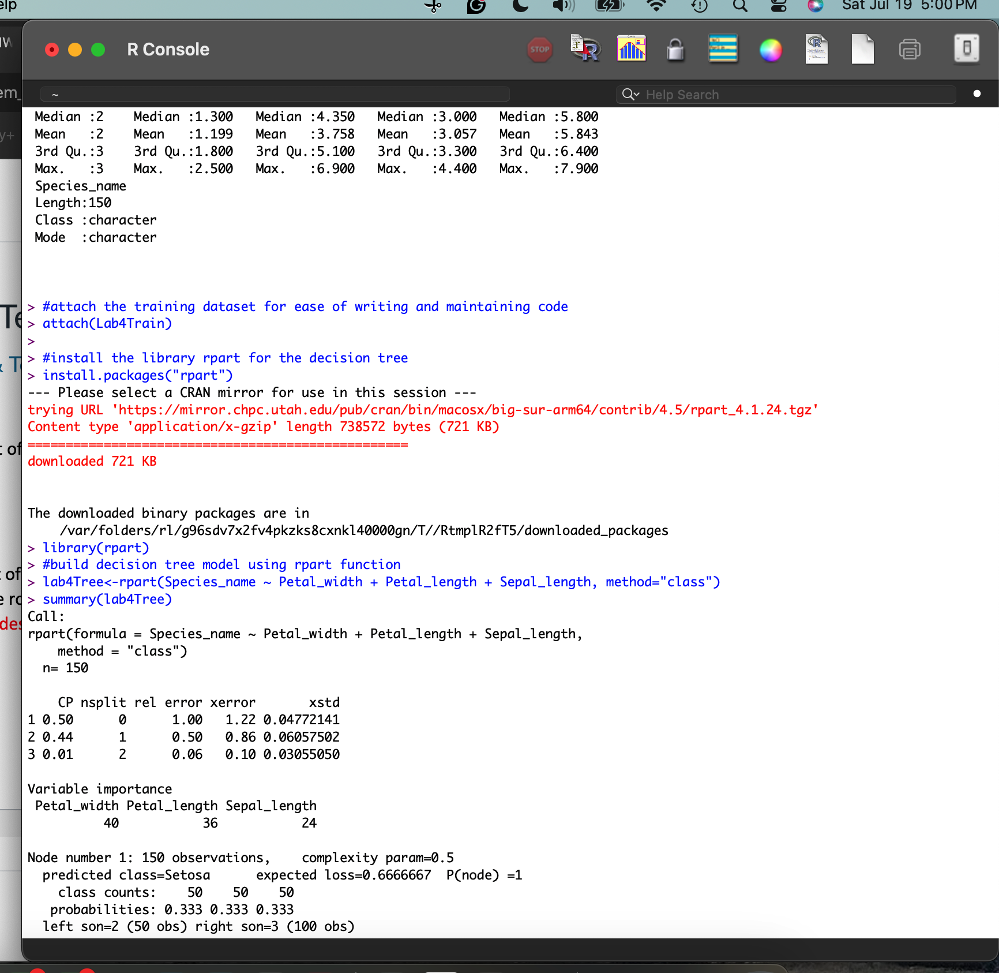 elp
Sat Jul 19 5:00 PM
R Console
STOP
~
Help Search
em_
y+
Te
& To
t of
t of
e ro
des
Median :2    Median :1.300   Median :4.350   Median :3.000   Median :5.800
Mean   :2    Mean   :1.199   Mean   :3.758   Mean   :3.057   Mean   :5.843
3rd Qu.:3    3rd Qu.:1.800   3rd Qu.:5.100   3rd Qu.:3.300   3rd Qu.:6.400
Max.   :3    Max.   :2.500   Max.   :6.900   Max.   :4.400   Max.   :7.900
Species_name
Length:150
Class :character
Mode  :character
> #attach the training dataset for ease of writing and maintaining code
> attach(Lab4Train)
>
> #install the library rpart for the decision tree
> install.packages("rpart")
--- Please select a CRAN mirror for use in this session ---
trying URL 'https://mirror.chpc.utah.edu/pub/cran/bin/macosx/big-sur-arm64/contrib/4.5/rpart_4.1.24.tgz'
Content type 'application/x-gzip' length 738572 bytes (721 KB)
==================================================
downloaded 721 KB
The downloaded binary packages are in
/var/folders/rl/g96sdv7x2fv4pkzks8cxnkl40000gn/T//RtmplR2fT5/downloaded_packages
> library(rpart)
> #build decision tree model using rpart function
> lab4Tree<-rpart(Species_name ~ Petal_width + Petal_length + Sepal_length, method="class")
> summary(lab4Tree)
Call:
rpart(formula = Species_name ~ Petal_width + Petal_length + Sepal_length,
method = "class")
n= 150
CP nsplit rel error xerror       xstd
1 0.50      0      1.00   1.22 0.04772141
2 0.44      1      0.50   0.86 0.06057502
3 0.01      2      0.06   0.10 0.03055050
Variable importance
Petal_width Petal_length Sepal_length
40           36           24
Node number 1: 150 observations,    complexity param=0.5
predicted class=Setosa      expected loss=0.6666667  P(node) =1
class counts:    50    50    50
probabilities: 0.333 0.333 0.333
left son=2 (50 obs) right son=3 (100 obs)